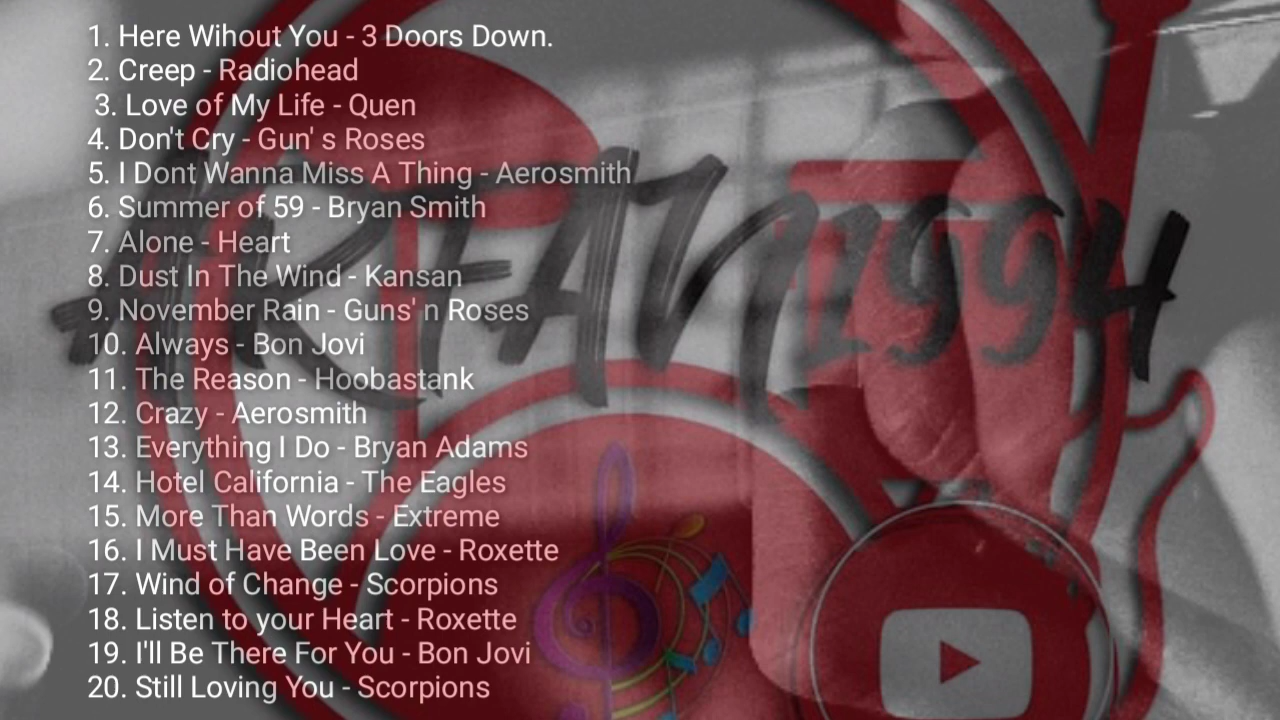 1. Here Wihout You - 3 Doors Down.
2. Creep - Radiohead
3. Love of My Life - Quen
4. Don't Cry - Gun' s Roses
5. I Dont Wanna Miss A Thing - Aerosmith
6. Summer of 59 - Bryan Smith
7. Alone - Heart
8. Dust In The Wind - Kansan
9. November Rain - Guns' n Roses
10. Always - Bon Jovi
11. The Reason - Hoobastank
12. Crazy - Aerosmith
13. Everything I Do - Bryan Adams
14. Hotel California - The Eagles
15. More Than Words - Extreme
16. I Must Have Been Love - Roxette
17. Wind of Change - Scorpions
18. Listen to your Heart - Roxette
19. I'll Be There For You - Bon Jovi
20. Still Loving You - Scorpions